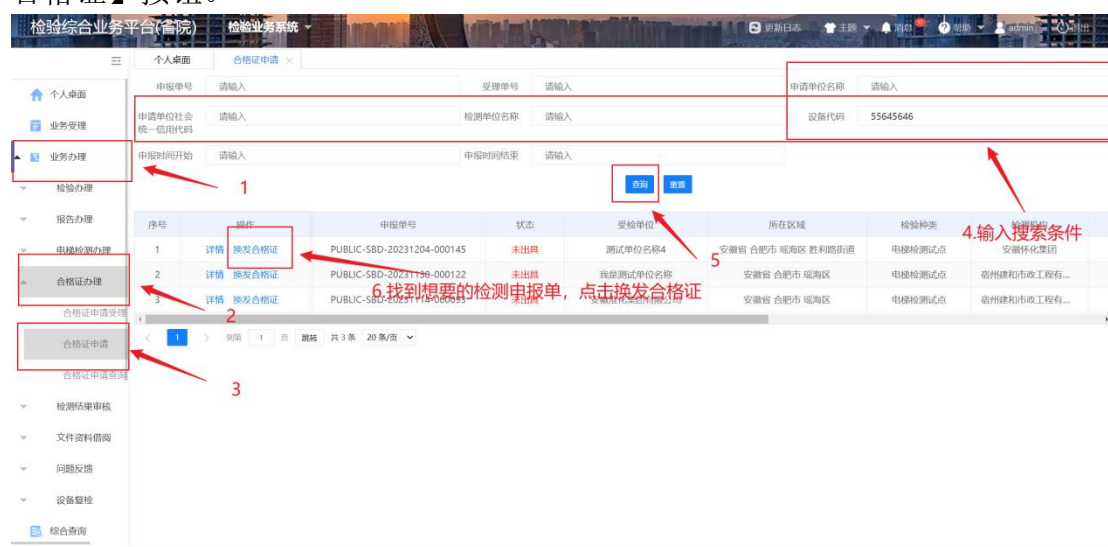 合格证』按钮。
检验综合业务平台(省院) 检验业务系统 更新日志 主题 消息 帮助 admin 退出
个人桌面 合格证申请 ×
申报单号 请输入 受理单号 请输入 申请单位名称 请输入
申请单位社会统一信用代码 请输入 检测单位名称 请输入 设备代码 55645646
申报时间开始 请输入 申报时间结束 请输入
查询 重置
个人桌面
业务受理
业务办理
检验办理
报告办理
电梯检测办理
合格证办理
合格证申请受理
合格证申请
合格证申请查询
检测结果审核
文件资料借阅
问题反馈
设备复检
综合查询
序号 操作 申报单号 状态 受检单位 所在区域 检验种类 检测机构
1 详情 换发合格证 PUBLIC-SBD-20231204-000145 未出具 测试单位名称4 安徽省 合肥市 瑶海区 胜利路街道 电梯检测试点 安徽怀化集团
2 详情 换发合格证 PUBLIC-SBD-20231130-000122 未出具 我是测试单位名称 安徽省 合肥市 瑶海区 电梯检测试点 宿州建和市政工程有...
3 详情 换发合格证 PUBLIC-SBD-20231114-000093 未出具 安徽省 合肥市 瑶海区 电梯检测试点 宿州建和市政工程有...
< 1 > 到第 1 页 跳转 共 3 条 20 条/页
1
2
3
4.输入搜索条件
5
6.找到想要的检测申报单，点击换发合格证